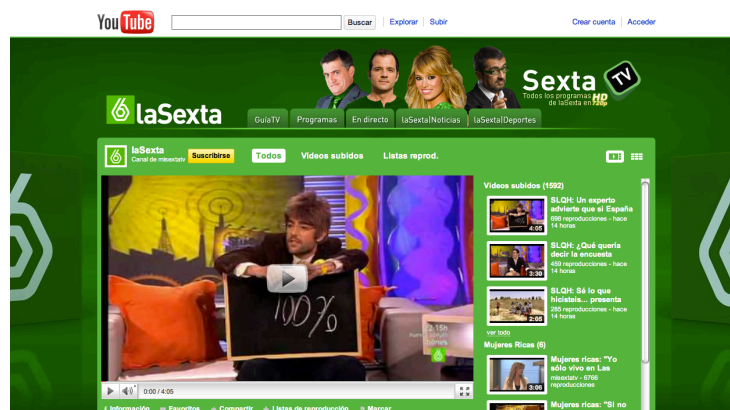 YouTube
Buscar
Explorar
Subir
Crear cuenta
Acceder
6 laSexta
Sexta TV
Todos los programas HD
de laSexta en 720p
GuíaTV
Programas
En directo
laSexta|Noticias
laSexta|Deportes
6
laSexta
Canal de misextatv
Suscribirse
Todos
Vídeos subidos
Listas reprod.
100%
22:15h
6
0:00 / 4:05
Información
Favoritos
Compartir
Listas de reproducción
Marcar
Vídeos subidos (1592)
4:05
SLQH: Un experto
advierte que si España
698 reproducciones - hace
14 horas
3:30
SLQH: ¿Qué quería
decir la encuesta
459 reproducciones - hace
14 horas
2:05
SLQH: Sé lo que
hicisteis... presenta
285 reproducciones - hace
14 horas
ver todo
Mujeres Ricas (6)
3:06
Mujeres ricas: "Yo
sólo vivo en Las
misextatv - 6766
reproducciones
Mujeres ricas: "Si no